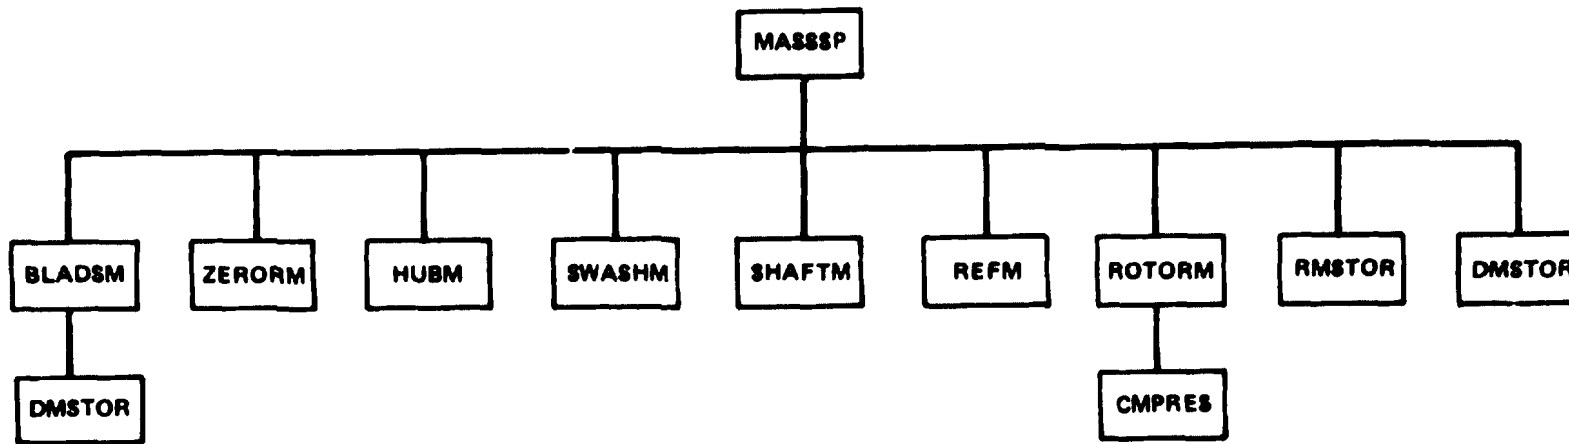 MASSSP
BLADSM ZERORM HUBM SWASHM SHAFTM REFM ROTORM RMSTOR DMSTOR
DMSTOR CMPRES